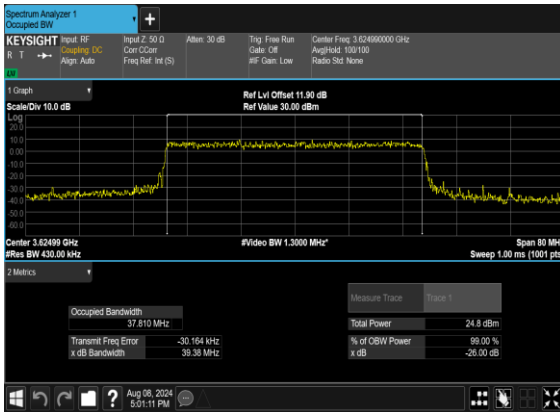 Spectrum Analyzer 1
Occupied BW
+
KEYSIGHT
R T
LXI
Input: RF
Coupling: DC
Align: Auto
Input Z: 50 Ω
Corr CCorr
Freq Ref: Int (S)
Atten: 30 dB
Trig: Free Run
Gate: Off
#IF Gain: Low
Center Freq: 3.624990000 GHz
Avg|Hold: 100/100
Radio Std: None
1 Graph
Scale/Div 10.0 dB
Ref Lvl Offset 11.90 dB
Ref Value 30.00 dBm
Log
20.0
10.0
0.00
-10.0
-20.0
-30.0
-40.0
-50.0
-60.0
Center 3.62499 GHz
#Video BW 1.3000 MHz*
Span 80 MH
#Res BW 430.00 kHz
Sweep 1.00 ms (1001 pts
2 Metrics
Measure Trace Trace 1
Occupied Bandwidth
37.810 MHz
Total Power 24.8 dBm
Transmit Freq Error -30.164 kHz
% of OBW Power 99.00 %
x dB Bandwidth 39.38 MHz
x dB -26.00 dB
?
Aug 08, 2024
5:01:11 PM